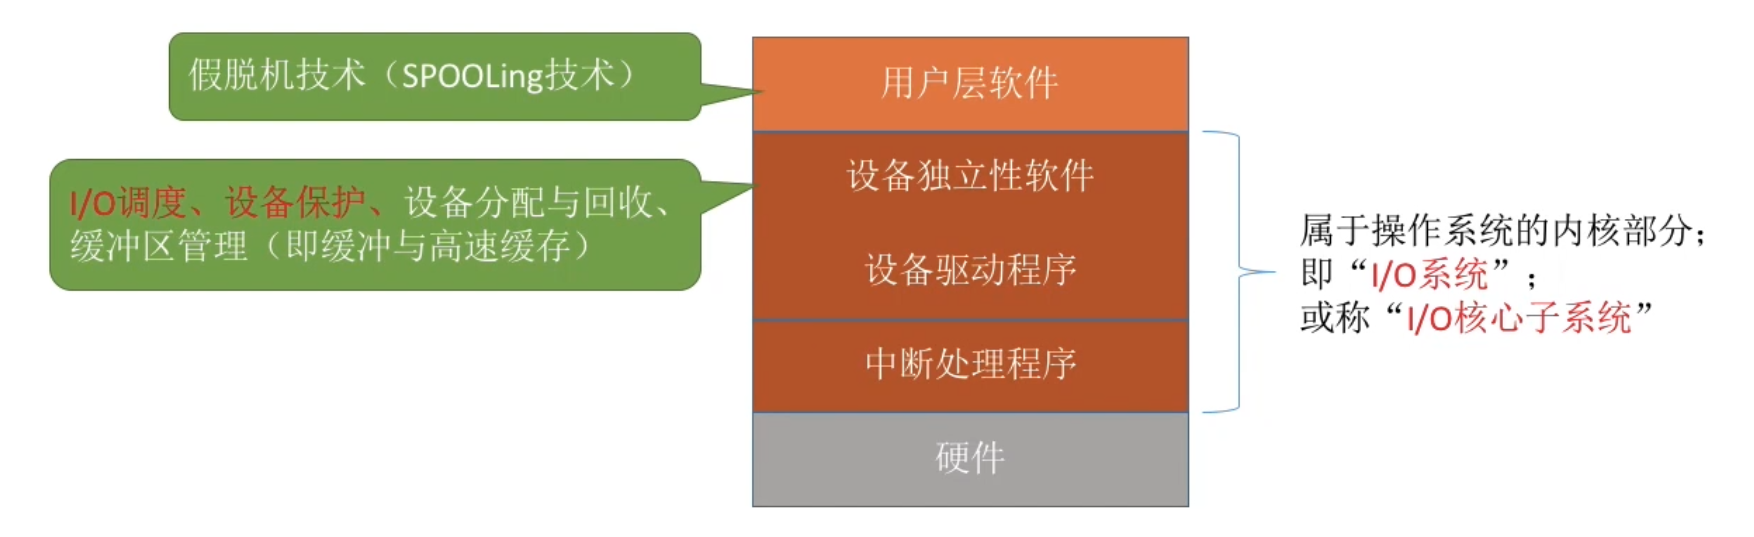 假脱机技术（SPOOLing技术）
用户层软件
I/O调度、设备保护、设备分配与回收、
缓冲区管理（即缓冲与高速缓存）
设备独立性软件
设备驱动程序
中断处理程序
硬件
属于操作系统的内核部分；
即“I/O系统”；
或称“I/O核心子系统”